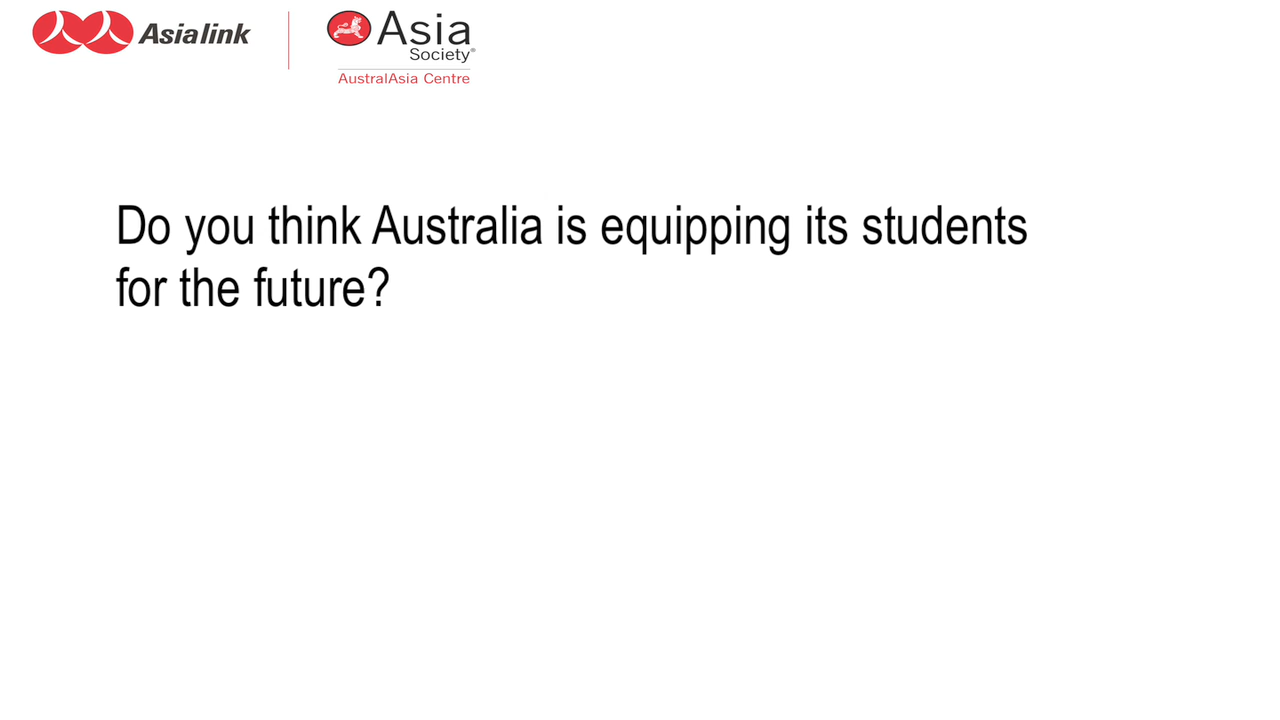 Asialink
Asia
Society®
AustralAsia Centre
Do you think Australia is equipping its students
for the future?